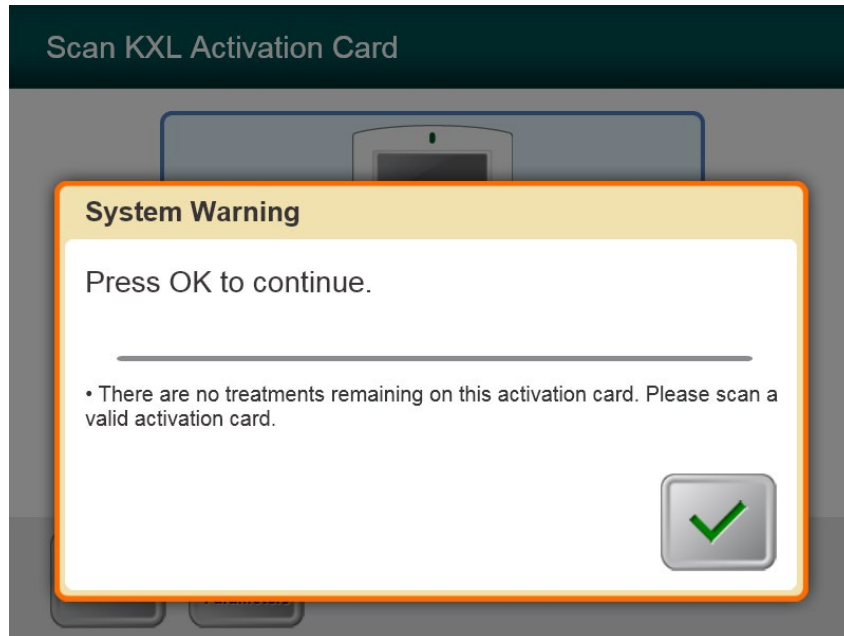 Scan KXL Activation Card
System Warning
Press OK to continue.
• There are no treatments remaining on this activation card. Please scan a
valid activation card.
Parameters